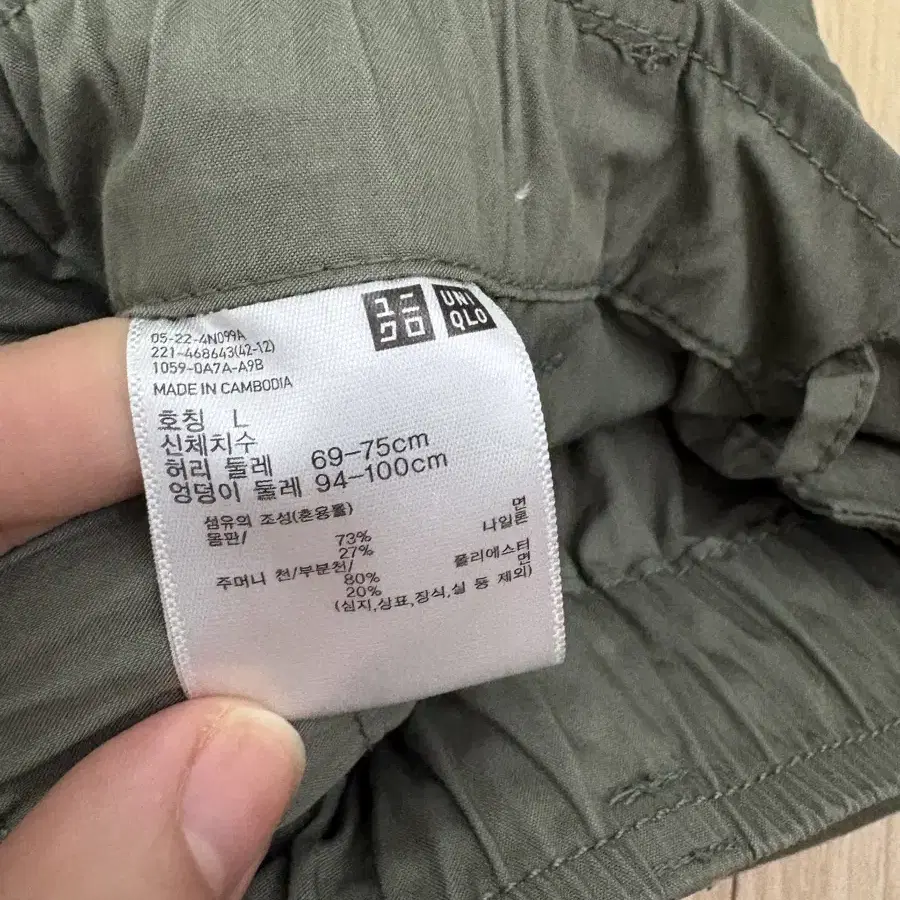 ユニ
クロ
UNI
QLO
05-22-4N099A
221-468643(42-12)
1059-0A7A-A9B
MADE IN CAMBODIA
호칭 L
신체치수
허리 둘레 69-75cm
엉덩이 둘레 94-100cm
섬유의 조성(혼용률)
몸판/ 73% 면
27% 나일론
주머니 천/부분천/ 80% 폴리에스터
20% 면
(심지,상표,장식,실 등 제외)